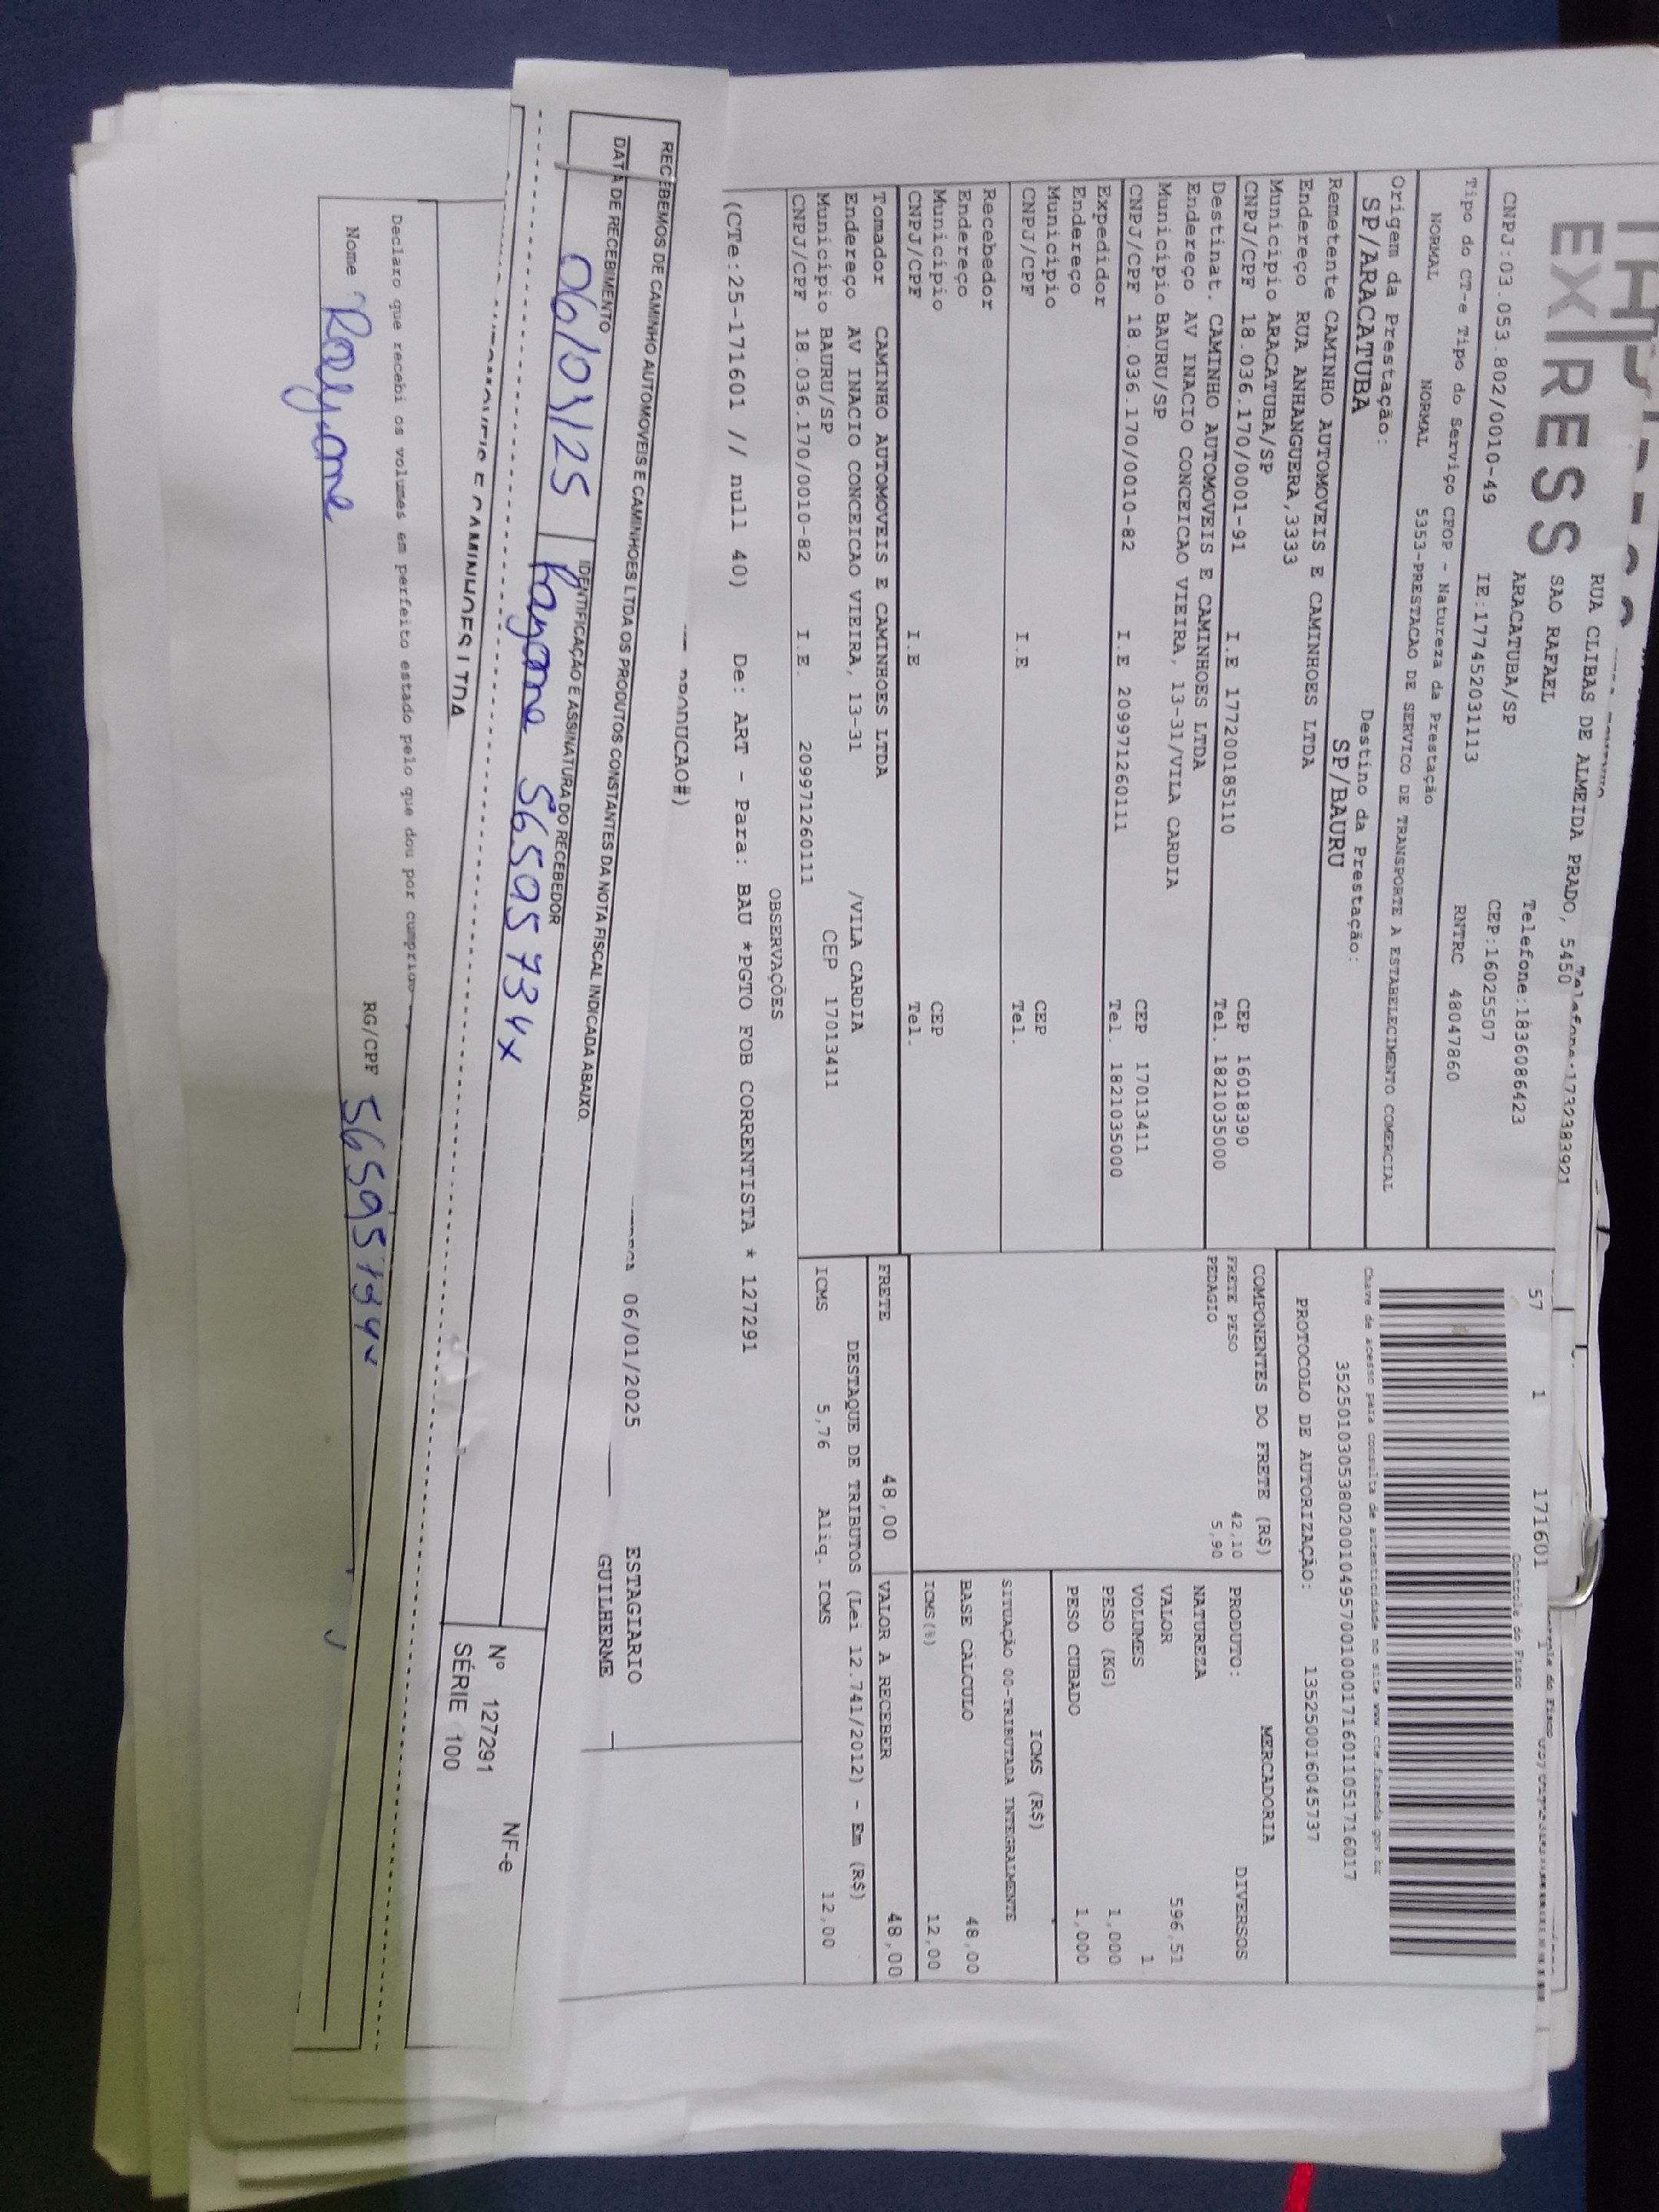 EXPRESS
RUA CLIBAS DE ALMEIDA PRADO, 5450
SAO RAFAEL
Telefone:1836086423
ARACATUBA/SP
CEP:16025507
CNPJ:03.053.802/0010-49
IE:177452031113
RNTRC 48047860
Tipo do CT-e Tipo do Serviço CFOP - Natureza da Prestação
NORMAL NORMAL 5353-PRESTACAO DE SERVICO DE TRANSPORTE A ESTABELECIMENTO COMERCIAL
Origem da Prestação: Destino da Prestação:
SP/ARACATUBA SP/BAURU
Remetente CAMINHO AUTOMOVEIS E CAMINHOES LTDA
Endereço RUA ANHANGUERA,3333
Municipio ARACATUBA/SP CEP 16018390
CNPJ/CPF 18.036.170/0001-91 I.E 177200185110 Tel. 1821035000
Destinat. CAMINHO AUTOMOVEIS E CAMINHOES LTDA
Endereço AV INACIO CONCEICAO VIEIRA, 13-31/VILA CARDIA
Municipio BAURU/SP CEP 17013411
CNPJ/CPF 18.036.170/0010-82 I.E 209971260111 Tel. 1821035000
Expedidor
Endereço
Municipio CEP
CNPJ/CPF I.E Tel.
Recebedor
Endereço
Municipio CEP
CNPJ/CPF I.E Tel.
Tomador CAMINHO AUTOMOVEIS E CAMINHOES LTDA
Endereço AV INACIO CONCEICAO VIEIRA, 13-31 /VILA CARDIA
Municipio BAURU/SP CEP 17013411
CNPJ/CPF 18.036.170/0010-82 I.E. 209971260111
57 1 171601
Controle do Fisco
Chave de acesso para consulta de autenticidade no site www.cte.fazenda.gov.br
35250103053802001049570010001716011051716017
PROTOCOLO DE AUTORIZAÇÃO: 135250016045737
COMPONENTES DO FRETE (R$)
FRETE PESO 42,10
PEDAGIO 5,90
MERCADORIA
PRODUTO: DIVERSOS
NATUREZA
VALOR 596,51
VOLUMES 1
PESO (KG) 1,000
PESO CUBADO 1,000
ICMS (R$)
SITUAÇÃO 00-TRIBUTADA INTEGRALMENTE
BASE CÁLCULO 48,00
ICMS(%) 12,00
FRETE 48,00 VALOR A RECEBER 48,00
DESTAQUE DE TRIBUTOS (Lei 12.741/2012) - Em (R$)
ICMS 5,76 Aliq. ICMS 12,00
OBSERVAÇÕES
(CTe:25-171601 // null 40) De: ART - Para: BAU *PGTO FOB CORRENTISTA * 127291
06/01/2025 ESTAGIARIO
GUILHERME
RECEBEMOS DE CAMINHO AUTOMOVEIS E CAMINHOES LTDA OS PRODUTOS CONSTANTES DA NOTA FISCAL INDICADA ABAIXO.
DATA DE RECEBIMENTO IDENTIFICAÇÃO E ASSINATURA DO RECEBEDOR
06/01/25 Rayane 56595734x
NF-e
Nº 127291
SÉRIE 100
Declaro que recebi os volumes em perfeito estado pelo que dou por cumprido
Nome Rayane RG/CPF 56595734x